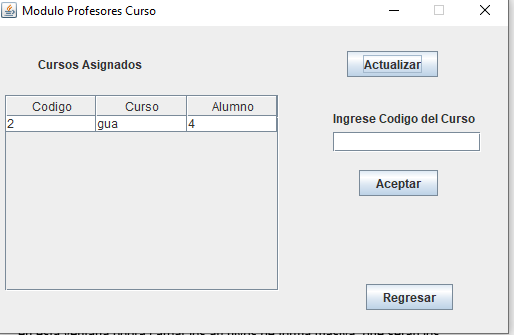 Modulo Profesores Curso
Cursos Asignados
Actualizar
Codigo Curso Alumno
2 gua 4
Ingrese Codigo del Curso
Aceptar
Regresar